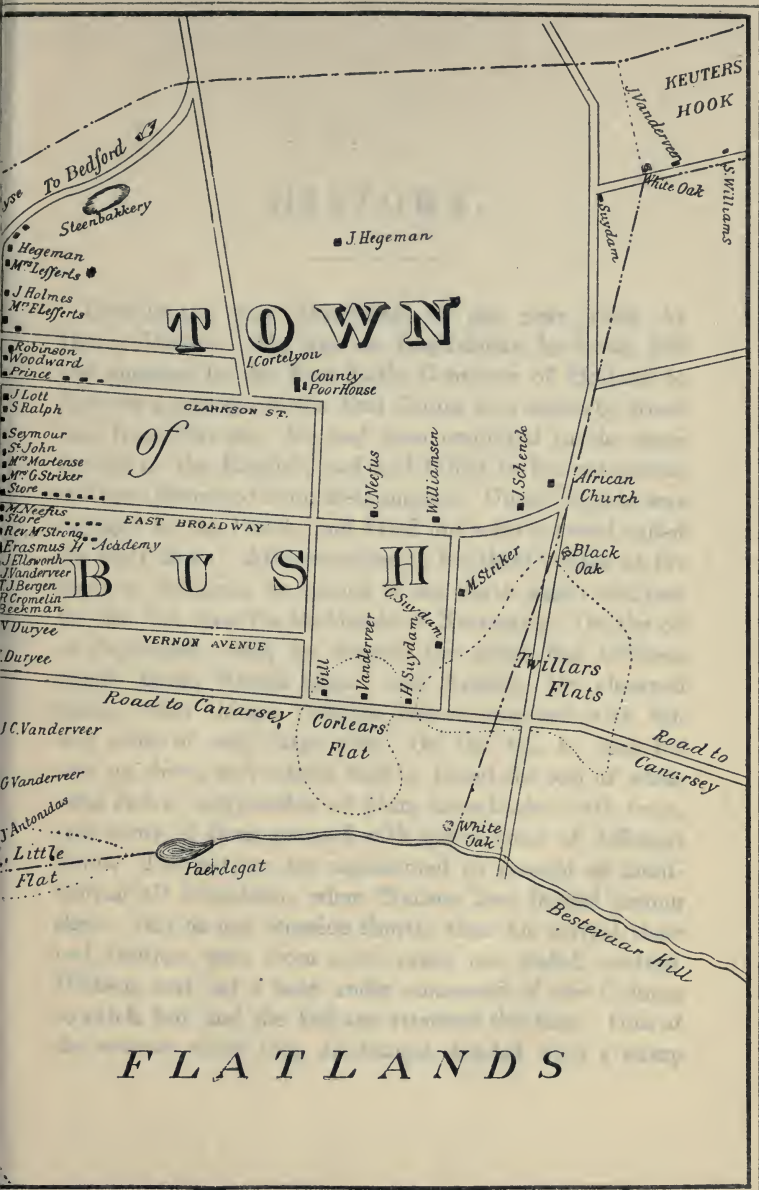 KEUTERS
HOOK
J Vanderveer
White Oak
S. Williams
Suydam
To Bedford
Steenbakkery
J. Hegeman
Hegeman
Mrs Lefferts
J Holmes
Mrs E Lefferts
TOWN
Robinson
Woodward
Prince
I. Cortelyou
County
Poor House
J Lott
S Ralph
CLARKSON ST.
of
Seymour
St John
Mrs Martense
Mrs G Striker
Store
J. Neefus
Williamsen
J. Schenck
African
Church
M. Neefus
Store
EAST BROADWAY
Rev Mr Strong
Erasmus H Academy
J Ellsworth
J. Vanderveer
T J. Bergen
R Cromelin
Beekman
BUSH
M. Striker
Black
Oak
G. Suydam
V Duryee
VERNON AVENUE
Duryee
Gill
Vanderveer
H Suydam
Twillars
Flats
Road to Canarsey
Corlears
Flat
Road to
Canarsey
J C. Vanderveer
G Vanderveer
J Antonidas
Little
Flat
Paerdegat
White
Oak
Bestevaar Kill
FLATLANDS